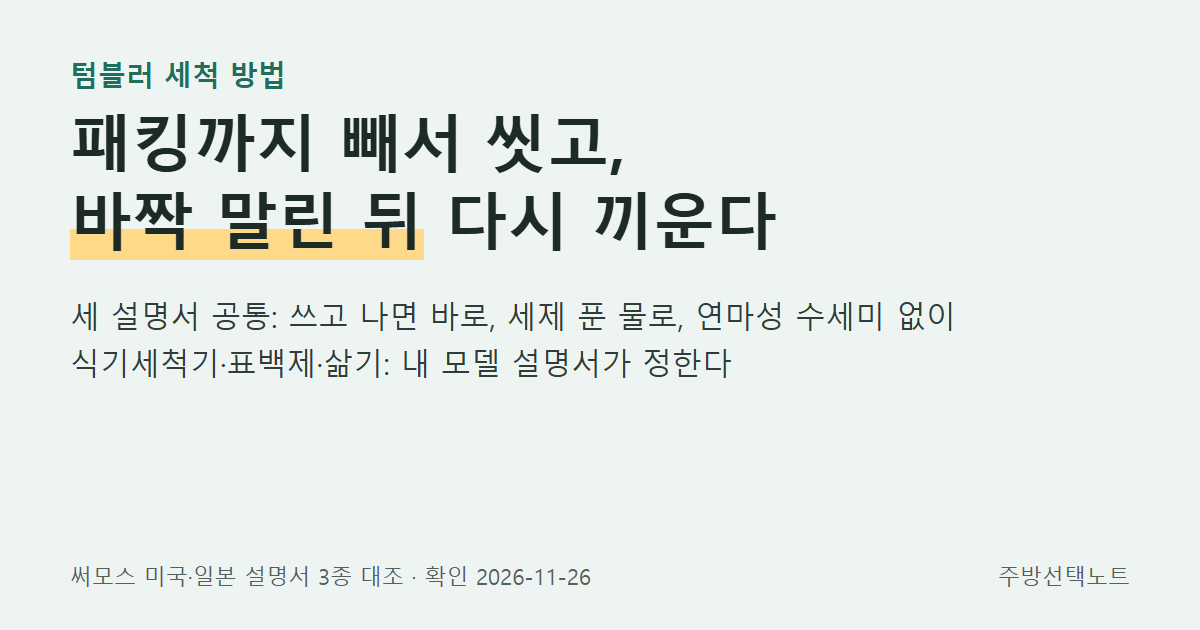 텀블러 세척 방법
패킹까지 빼서 씻고,
바짝 말린 뒤 다시 끼운다
세 설명서 공통: 쓰고 나면 바로, 세제 푼 물로, 연마성 수세미 없이
식기세척기·표백제·삶기: 내 모델 설명서가 정한다
써모스 미국·일본 설명서 3종 대조 · 확인 2026-11-26
주방선택노트